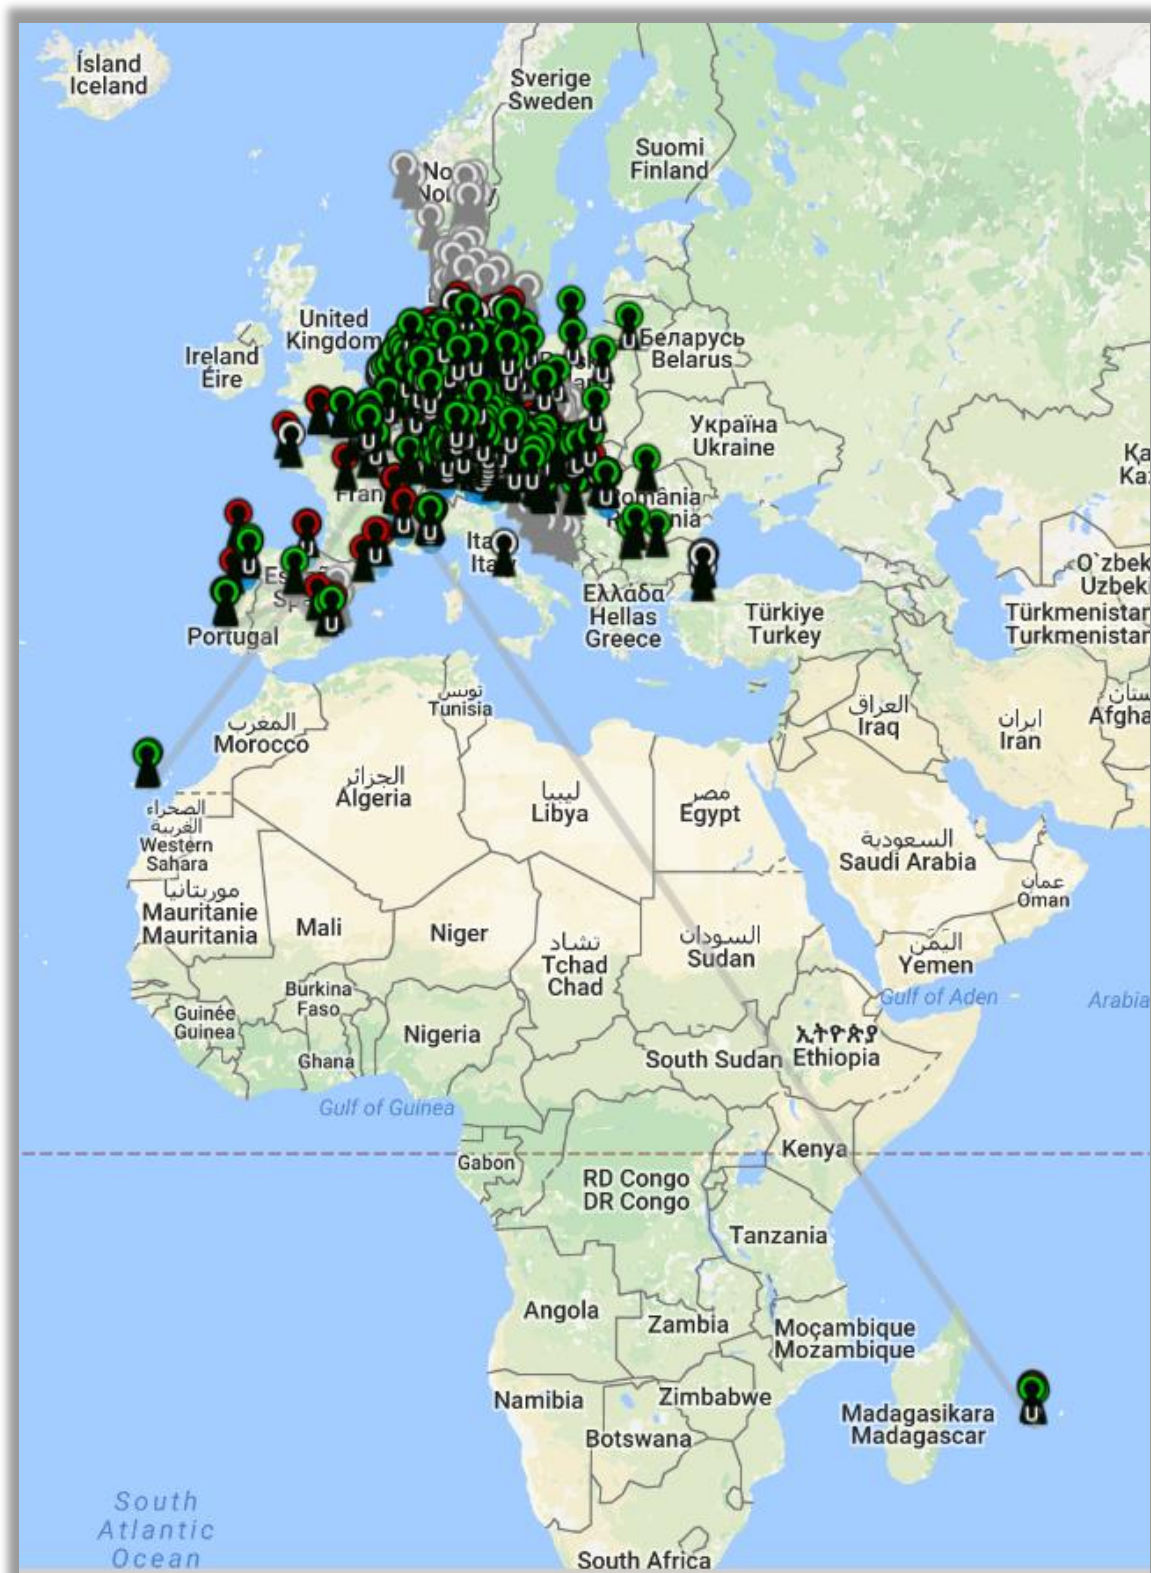 Ísland
Iceland
Sverige
Sweden
Suomi
Finland
United
Kingdom
Ireland
Éire
Беларусь
Belarus
Україна
Ukraine
România
Portugal
Ελλάδα
Hellas
Greece
Türkiye
Turkey
Türkmenistan
Turkmenistan
تونس
Tunisia
المغرب
Morocco
العراق
Iraq
ايران
Iran
الجزائر
Algeria
ليبيا
Libya
مصر
Egypt
الصحراء
الغربية
Western
Sahara
السعودية
Saudi Arabia
عمان
Oman
موريتانيا
Mauritanie
Mauritania
Mali
Niger
تشاد
Tchad
Chad
السودان
Sudan
اليمن
Yemen
Gulf of Aden
Burkina
Faso
Guinée
Guinea
Nigeria
Ghana
South Sudan
ኢትዮጵያ
Ethiopia
Gulf of Guinea
Gabon
Kenya
RD Congo
DR Congo
Tanzania
Angola
Zambia
Moçambique
Mozambique
Namibia
Zimbabwe
Botswana
Madagasikara
Madagascar
South
Atlantic
Ocean
South Africa